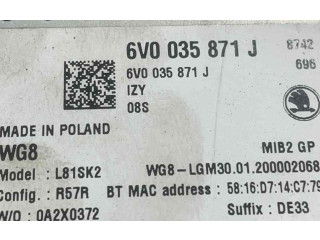 6V0 035 871 J 8742
6V0 035 871 J 696
IZY
08S
MADE IN POLAND
WG8 MIB2 GP
Model : L81SK2 WG8-LGM30.01.200002068
Config. : R57R BT MAC address : 58:16:D7:14:C7:79
W/O : 0A2X0372 Suffix : DE33